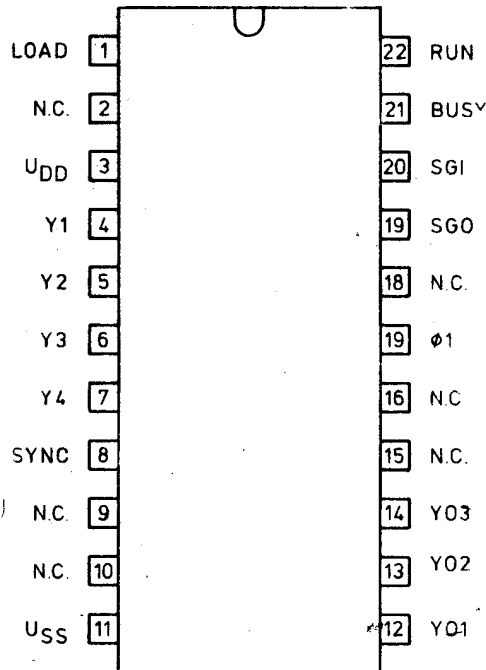 LOAD 1 22 RUN
N.C. 2 21 BUSY
UDD 3 20 SGI
Y1 4 19 SGO
Y2 5 18 N.C.
Y3 6 19 φ1
Y4 7 16 N.C
SYNC 8 15 N.C.
N.C. 9 14 YO3
N.C. 10 13 YO2
USS 11 12 YO1